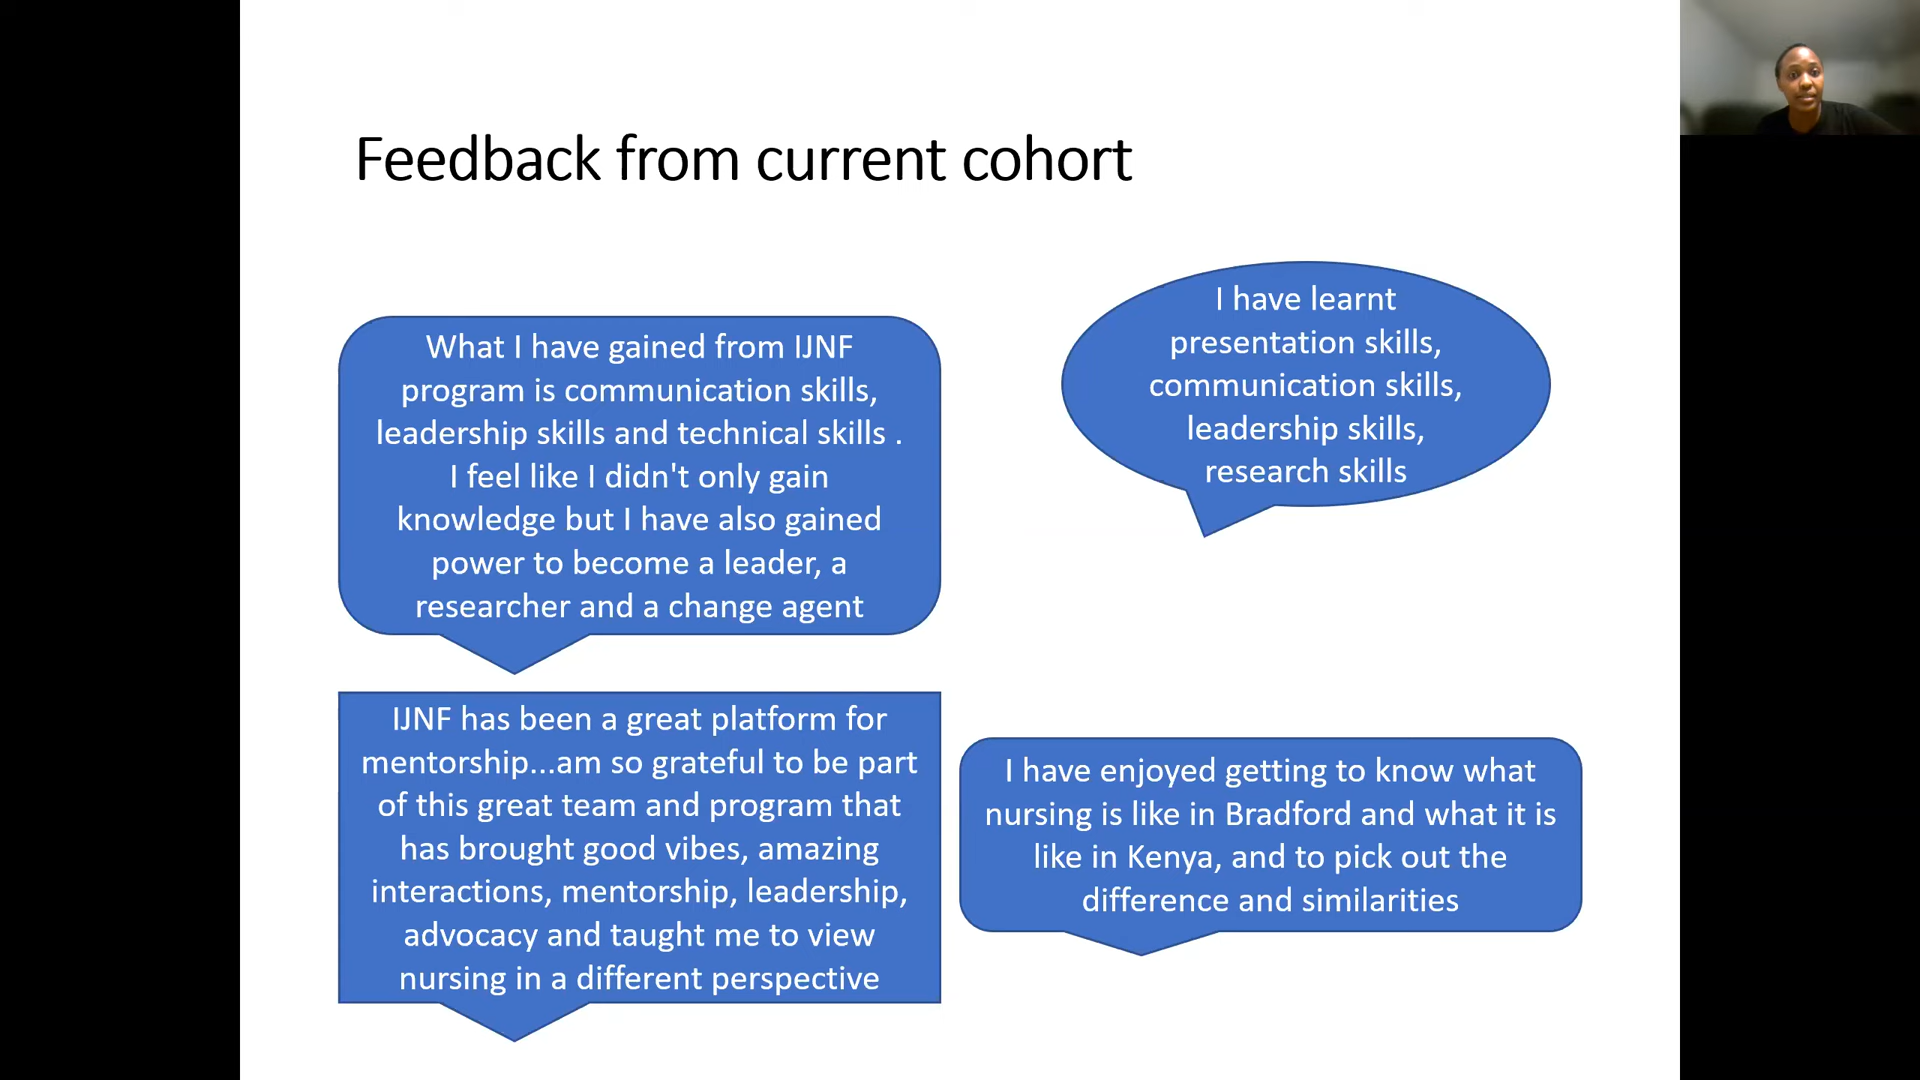 Feedback from current cohort
What I have gained from IJNF
program is communication skills,
leadership skills and technical skills .
I feel like I didn't only gain
knowledge but I have also gained
power to become a leader, a
researcher and a change agent
I have learnt
presentation skills,
communication skills,
leadership skills,
research skills
IJNF has been a great platform for
mentorship...am so grateful to be part
of this great team and program that
has brought good vibes, amazing
interactions, mentorship, leadership,
advocacy and taught me to view
nursing in a different perspective
I have enjoyed getting to know what
nursing is like in Bradford and what it is
like in Kenya, and to pick out the
difference and similarities